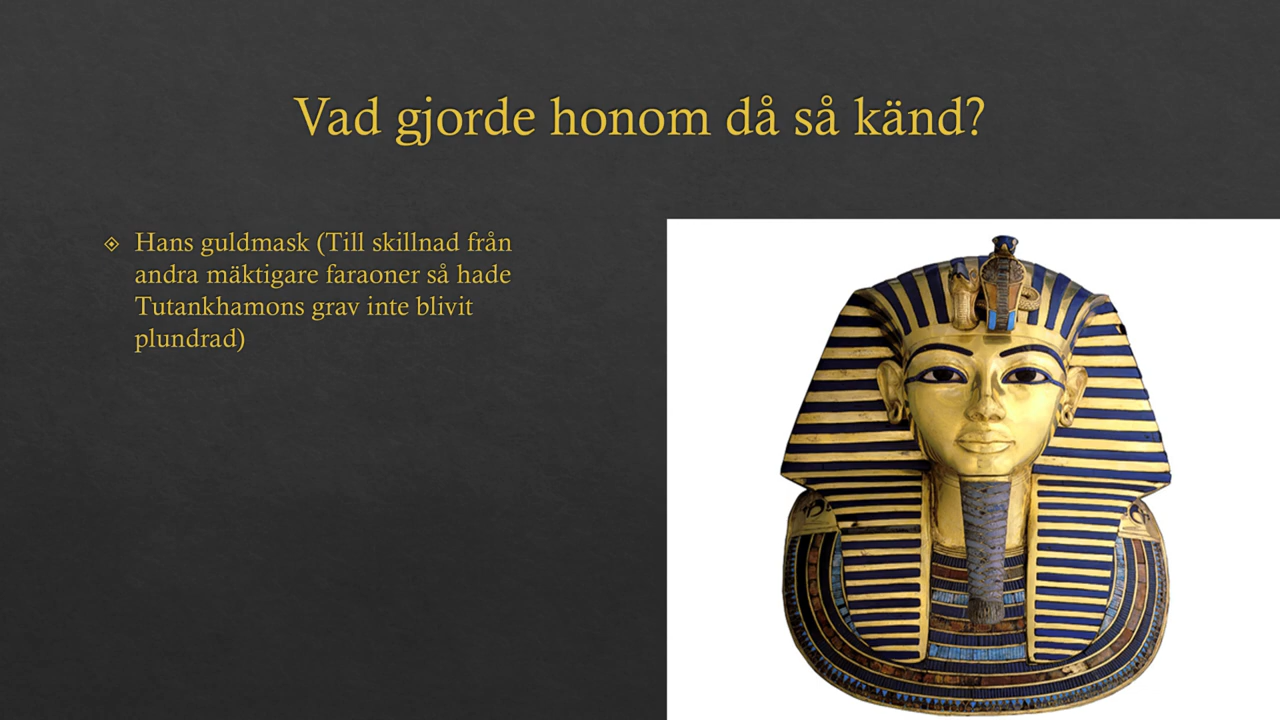 Vad gjorde honom då så känd?
Hans guldmask (Till skillnad från
andra mäktigare faraoner så hade
Tutankhamons grav inte blivit
plundrad)